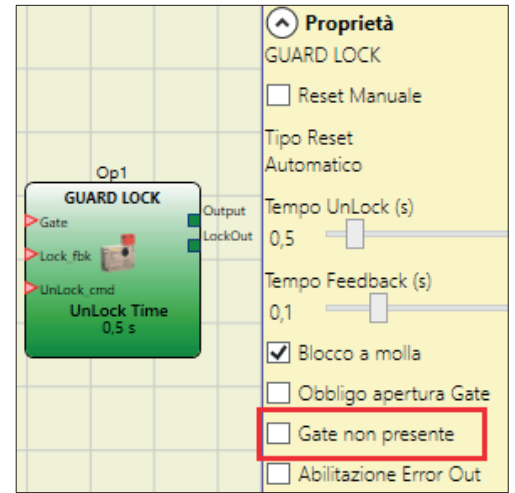 Op1
GUARD LOCK
Gate
Output
LockOut
Lock_fbk
UnLock_cmd
UnLock Time
0,5 s
Proprietà
GUARD LOCK
Reset Manuale
Tipo Reset
Automatico
Tempo UnLock (s)
0,5
Tempo Feedback (s)
0,1
Blocco a molla
Obbligo apertura Gate
Gate non presente
Abilitazione Error Out